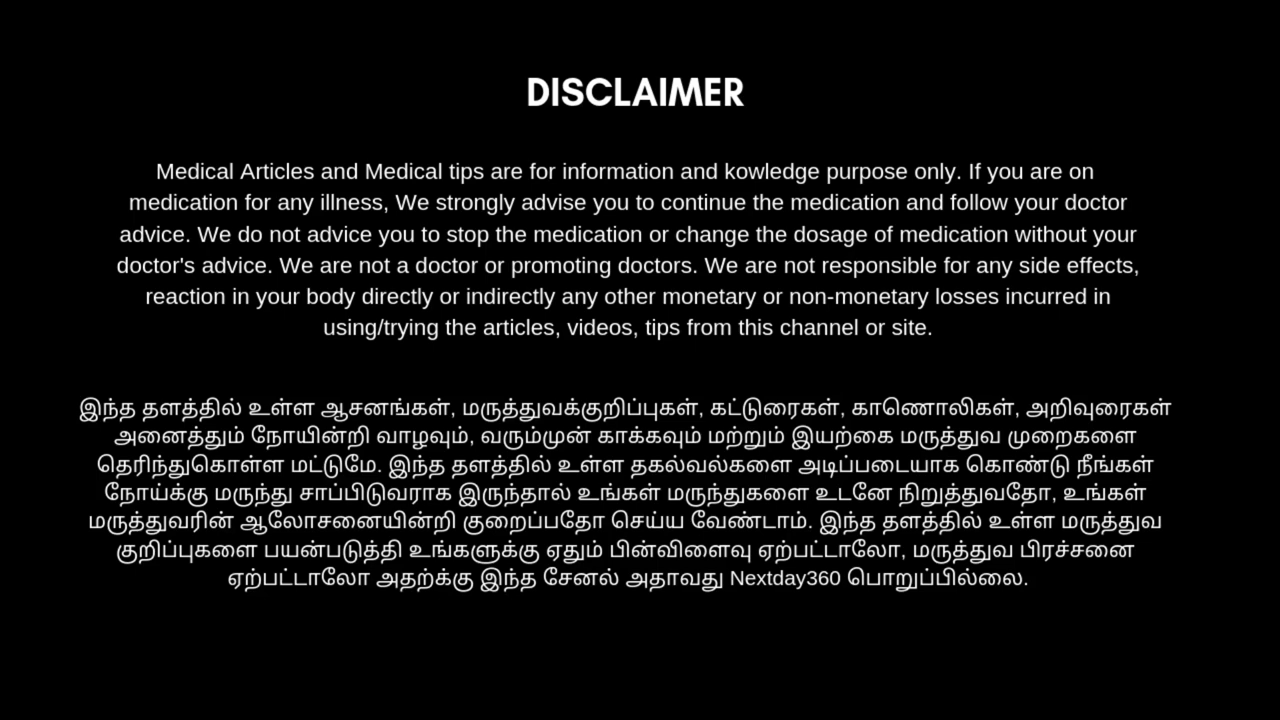 DISCLAIMER
Medical Articles and Medical tips are for information and kowledge purpose only. If you are on
medication for any illness, We strongly advise you to continue the medication and follow your doctor
advice. We do not advice you to stop the medication or change the dosage of medication without your
doctor's advice. We are not a doctor or promoting doctors. We are not responsible for any side effects,
reaction in your body directly or indirectly any other monetary or non-monetary losses incurred in
using/trying the articles, videos, tips from this channel or site.
இந்த தளத்தில் உள்ள ஆசனங்கள், மருத்துவக்குறிப்புகள், கட்டுரைகள், காணொலிகள், அறிவுரைகள்
அனைத்தும் நோயின்றி வாழவும், வரும்முன் காக்கவும் மற்றும் இயற்கை மருத்துவ முறைகளை
தெரிந்துகொள்ள மட்டுமே. இந்த தளத்தில் உள்ள தகல்வல்களை அடிப்படையாக கொண்டு நீங்கள்
நோய்க்கு மருந்து சாப்பிடுவராக இருந்தால் உங்கள் மருந்துகளை உடனே நிறுத்துவதோ, உங்கள்
மருத்துவரின் ஆலோசனையின்றி குறைப்பதோ செய்ய வேண்டாம். இந்த தளத்தில் உள்ள மருத்துவ
குறிப்புகளை பயன்படுத்தி உங்களுக்கு ஏதும் பின்விளைவு ஏற்பட்டாலோ, மருத்துவ பிரச்சனை
ஏற்பட்டாலோ அதற்க்கு இந்த சேனல் அதாவது Nextday360 பொறுப்பில்லை.